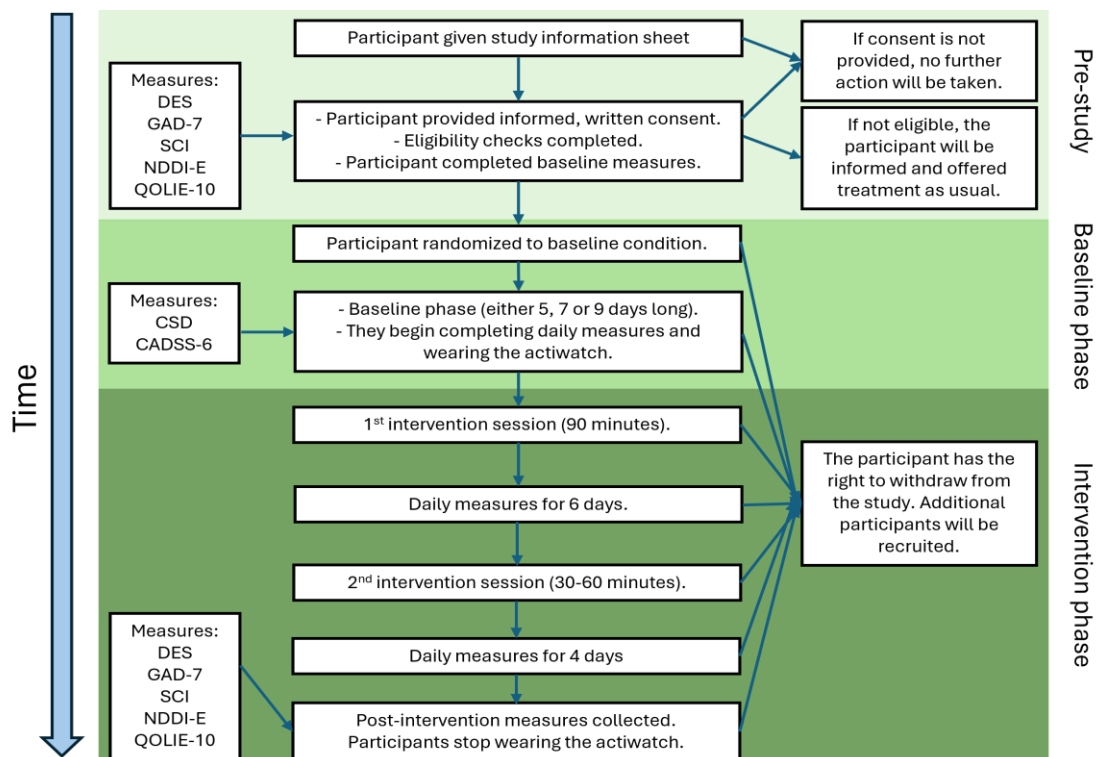 Time
Pre-study
Participant given study information sheet
If consent is not
provided, no further
action will be taken.
Measures:
DES
GAD-7
SCI
NDDI-E
QOLIE-10
- Participant provided informed, written consent.
- Eligibility checks completed.
- Participant completed baseline measures.
If not eligible, the
participant will be
informed and offered
treatment as usual.
Baseline phase
Participant randomized to baseline condition.
Measures:
CSD
CADSS-6
- Baseline phase (either 5, 7 or 9 days long).
- They begin completing daily measures and
wearing the actiwatch.
Intervention phase
1st intervention session (90 minutes).
Daily measures for 6 days.
2nd intervention session (30-60 minutes).
Daily measures for 4 days
The participant has the
right to withdraw from
the study. Additional
participants will be
recruited.
Measures:
DES
GAD-7
SCI
NDDI-E
QOLIE-10
Post-intervention measures collected.
Participants stop wearing the actiwatch.